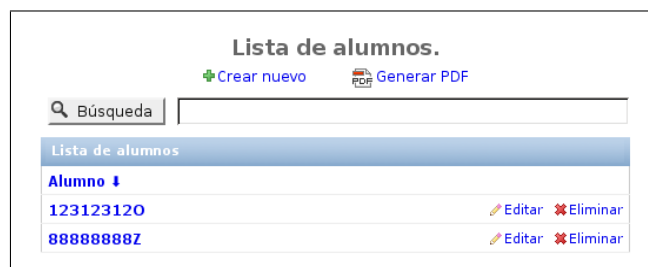 Lista de alumnos.
Crear nuevo PDF Generar PDF
Búsqueda
Lista de alumnos
Alumno ⬇
12312312O Editar Eliminar
88888888Z Editar Eliminar